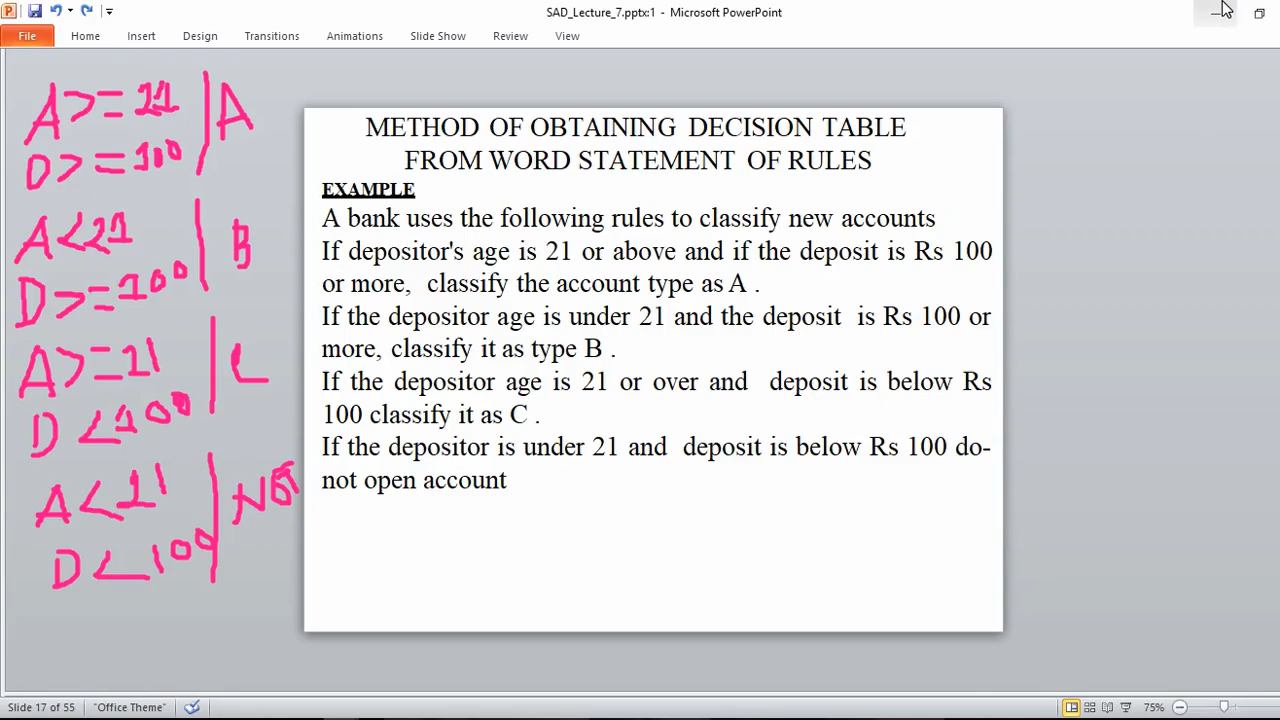 SAD_Lecture_7.pptx:1 - Microsoft PowerPoint
File Home Insert Design Transitions Animations Slide Show Review View
A>=21 | A
D>=100
A<21 | B
D>=100
A>=21 | C
D<100
A<21
D<100
METHOD OF OBTAINING DECISION TABLE
FROM WORD STATEMENT OF RULES
EXAMPLE
A bank uses the following rules to classify new accounts
If depositor's age is 21 or above and if the deposit is Rs 100
or more, classify the account type as A .
If the depositor age is under 21 and the deposit is Rs 100 or
more, classify it as type B .
If the depositor age is 21 or over and deposit is below Rs
100 classify it as C .
If the depositor is under 21 and deposit is below Rs 100 do-
not open account
Slide 17 of 55 "Office Theme" 75%